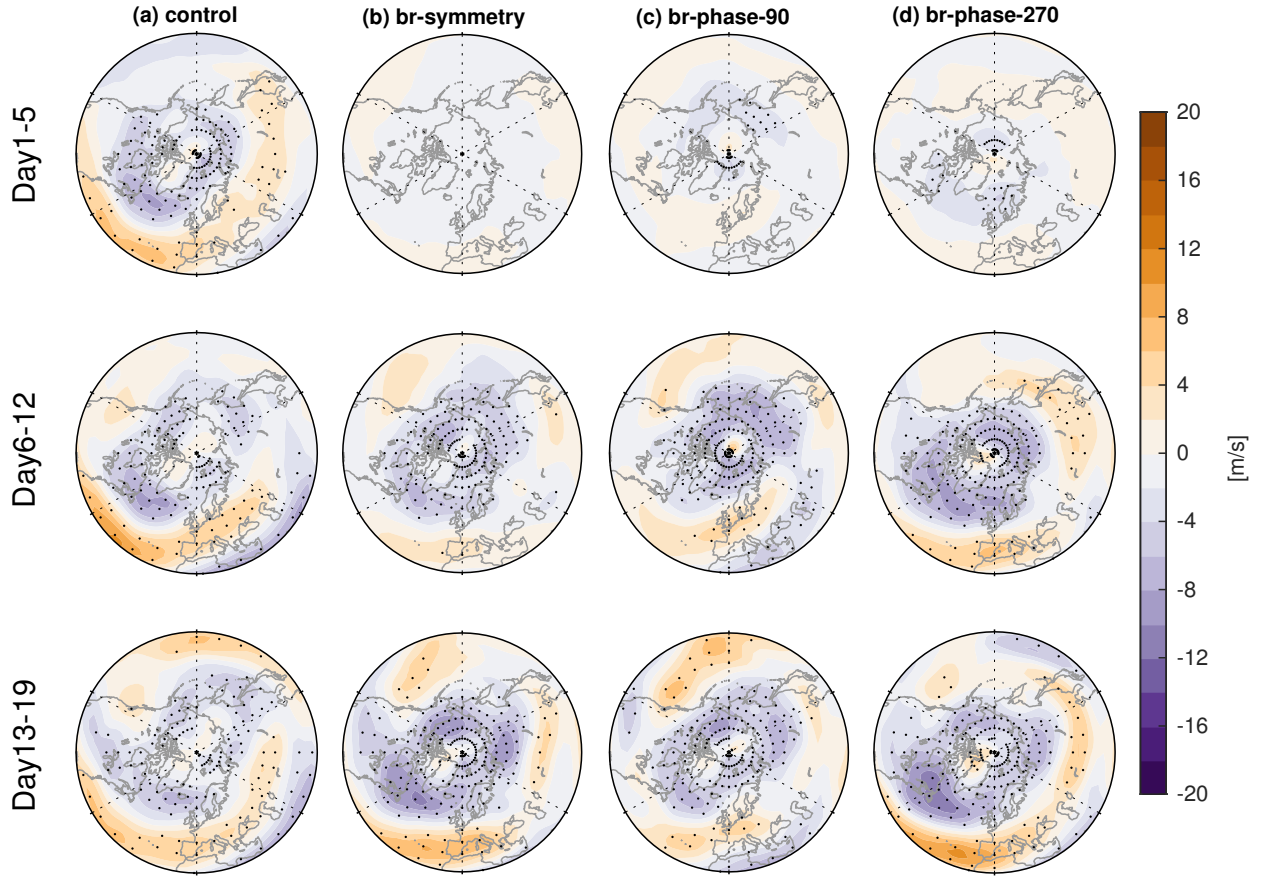 (a) control (b) br-symmetry (c) br-phase-90 (d) br-phase-270
Day1-5
Day6-12
Day13-19
20
16
12
8
4
0
-4
-8
-12
-16
-20
[m/s]